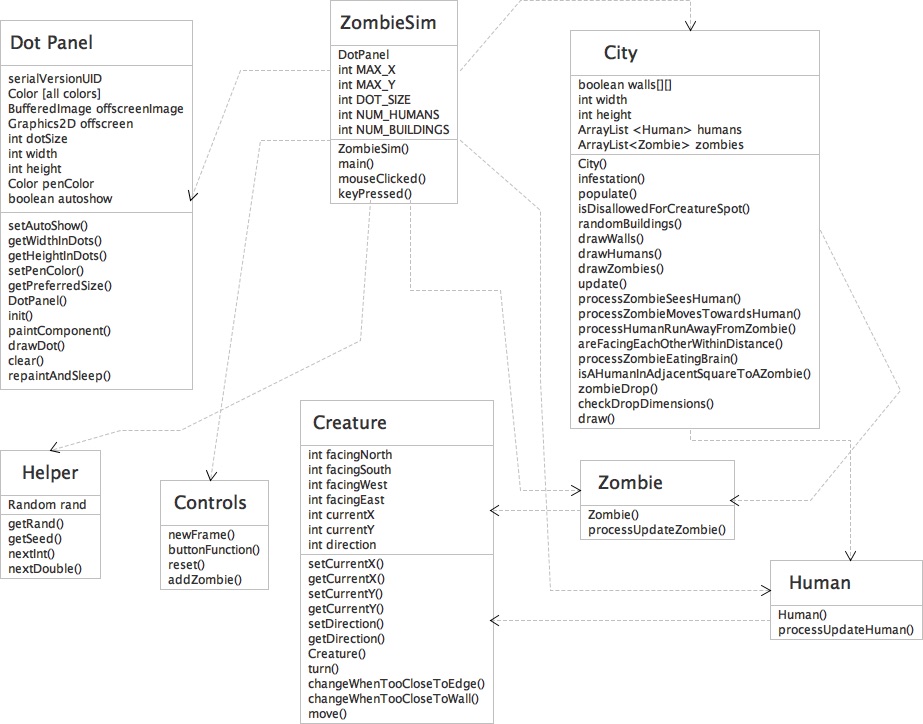 Dot Panel
serialVersionUID
Color [all colors]
BufferedImage offscreenImage
Graphics2D offscreen
int dotSize
int width
int height
Color penColor
boolean autoshow
setAutoShow()
getWidthInDots()
getHeightInDots()
setPenColor()
getPreferredSize()
DotPanel()
init()
paintComponent()
drawDot()
clear()
repaintAndSleep()
ZombieSim
DotPanel
int MAX_X
int MAX_Y
int DOT_SIZE
int NUM_HUMANS
int NUM_BUILDINGS
ZombieSim()
main()
mouseClicked()
keyPressed()
City
boolean walls[][]
int width
int height
ArrayList <Human> humans
ArrayList<Zombie> zombies
City()
infestation()
populate()
isDisallowedForCreatureSpot()
randomBuildings()
drawWalls()
drawHumans()
drawZombies()
update()
processZombieSeesHuman()
processZombieMovesTowardsHuman()
processHumanRunAwayFromZombie()
areFacingEachOtherWithinDistance()
processZombieEatingBrain()
isAHumanInAdjacentSquareToAZombie()
zombieDrop()
checkDropDimensions()
draw()
Helper
Random rand
getRand()
getSeed()
nextInt()
nextDouble()
Controls
newFrame()
buttonFunction()
reset()
addZombie()
Creature
int facingNorth
int facingSouth
int facingWest
int facingEast
int currentX
int currentY
int direction
setCurrentX()
getCurrentX()
setCurrentY()
getCurrentY()
setDirection()
getDirection()
Creature()
turn()
changeWhenTooCloseToEdge()
changeWhenTooCloseToWall()
move()
Zombie
Zombie()
processUpdateZombie()
Human
Human()
processUpdateHuman()